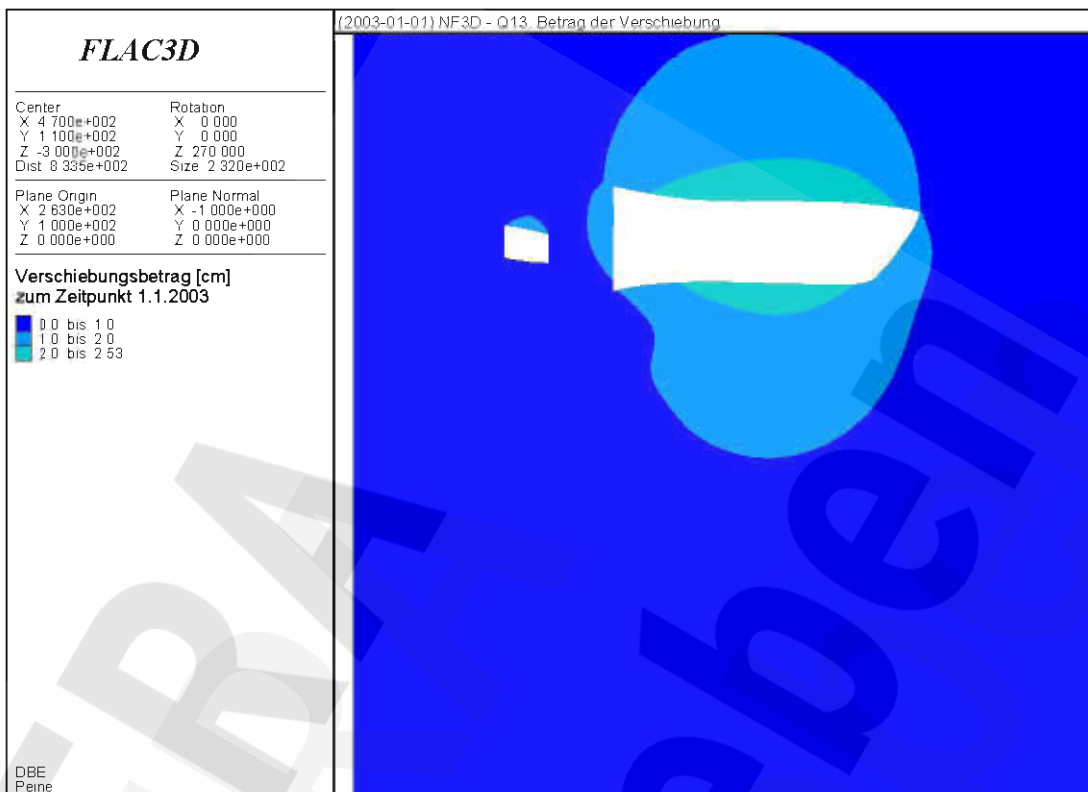 (2003-01-01) NF3D - Q13. Betrag der Verschiebung
FLAC3D
Center
X 4 700e+002
Y 1 100e+002
Z -3 000e+002
Dist 8 335e+002
Rotation
X 0 000
Y 0 000
Z 270 000
Size 2 320e+002
Plane Origin
X 2 630e+002
Y 1 000e+002
Z 0 000e+000
Plane Normal
X -1 000e+000
Y 0 000e+000
Z 0 000e+000
Verschiebungsbetrag [cm]
zum Zeitpunkt 1.1.2003
0 0 bis 1 0
1 0 bis 2 0
2 0 bis 2 53
DBE
Peine